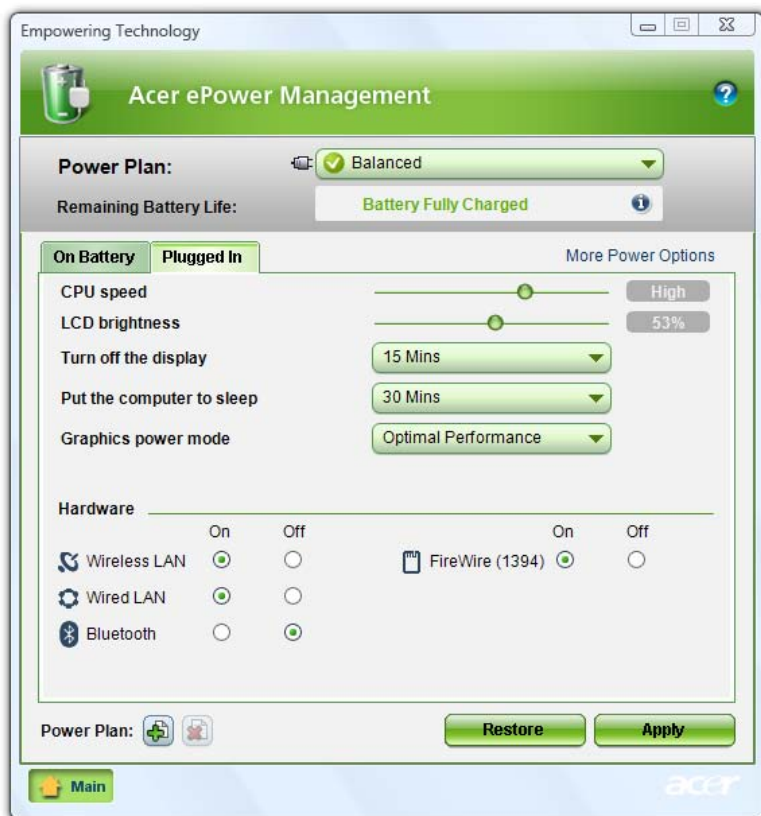 Empowering Technology
Acer ePower Management
?
Power Plan: Balanced
Remaining Battery Life: Battery Fully Charged
On Battery Plugged In More Power Options
CPU speed High
LCD brightness 53%
Turn off the display 15 Mins
Put the computer to sleep 30 Mins
Graphics power mode Optimal Performance
Hardware
On Off On Off
Wireless LAN FireWire (1394)
Wired LAN
Bluetooth
Power Plan: Restore Apply
Main acer